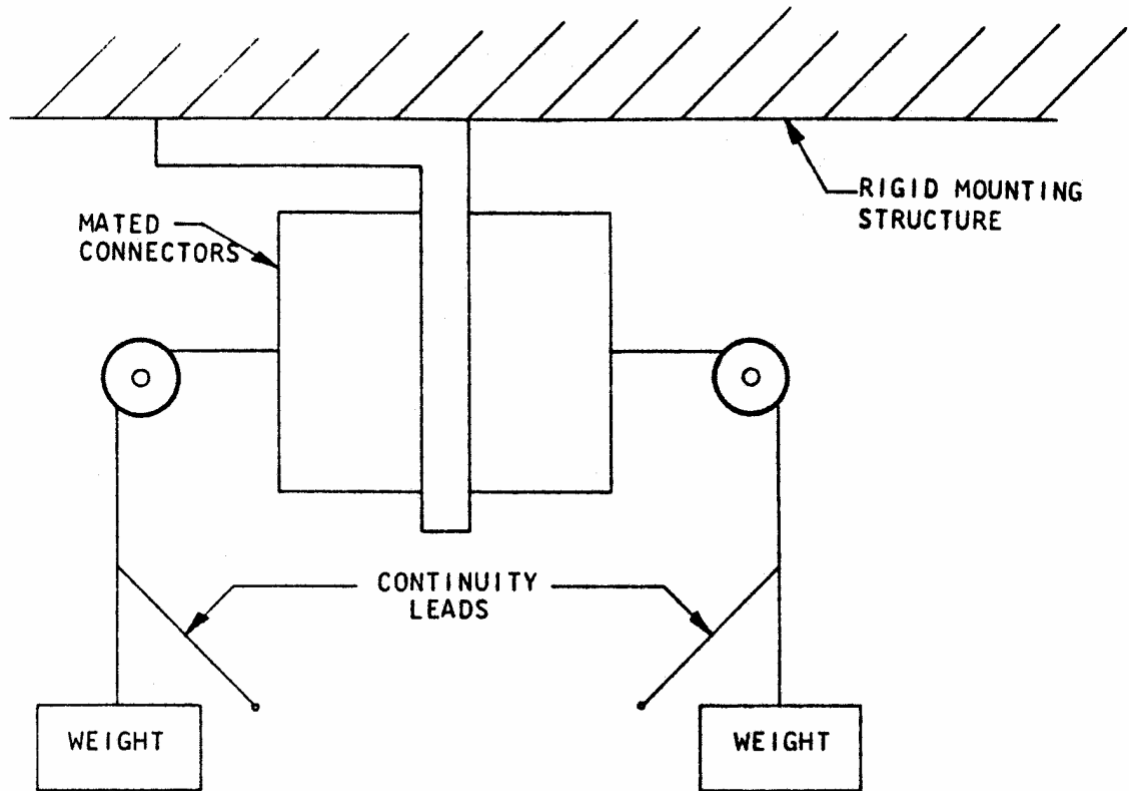 RIGID MOUNTING
STRUCTURE
MATED
CONNECTORS
CONTINUITY
LEADS
WEIGHT
WEIGHT